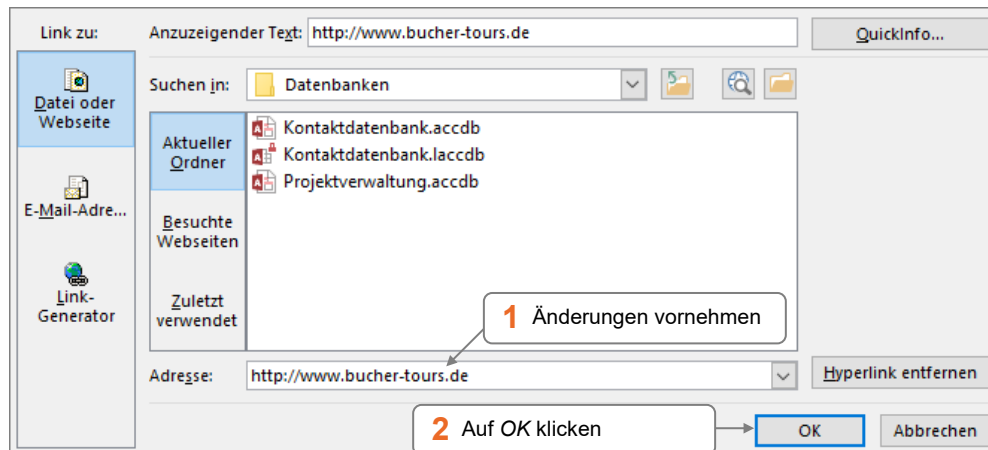 Link zu:
Anzuzeigender Text: http://www.bucher-tours.de
QuickInfo...
Datei oder
Webseite
E-Mail-Adre...
Link-
Generator
Suchen in: Datenbanken
Aktueller
Ordner
Besuchte
Webseiten
Zuletzt
verwendet
Kontaktdatenbank.accdb
Kontaktdatenbank.laccdb
Projektverwaltung.accdb
1 Änderungen vornehmen
Adresse: http://www.bucher-tours.de
Hyperlink entfernen
2 Auf OK klicken
OK
Abbrechen